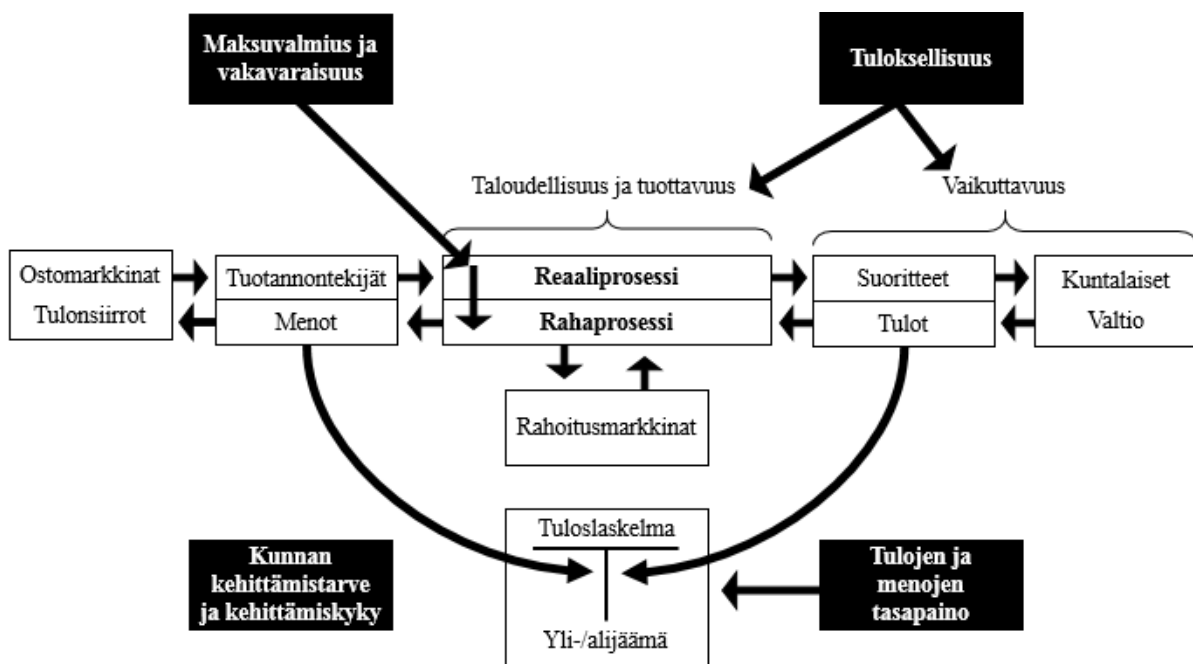 Maksuvalmius ja
vakavaraisuus
Tuloksellisuus
Taloudellisuus ja tuottavuus
Vaikuttavuus
Ostomarkkinat
Tulonsiirrot
Tuotannontekijät
Menot
Reaaliprosessi
Rahaprosessi
Suoritteet
Tulot
Kuntalaiset
Valtio
Rahoitusmarkkinat
Tuloslaskelma
Yli-/alijäämä
Kunnan
kehittämistarve
ja kehittämiskyky
Tulojen ja
menojen
tasapaino